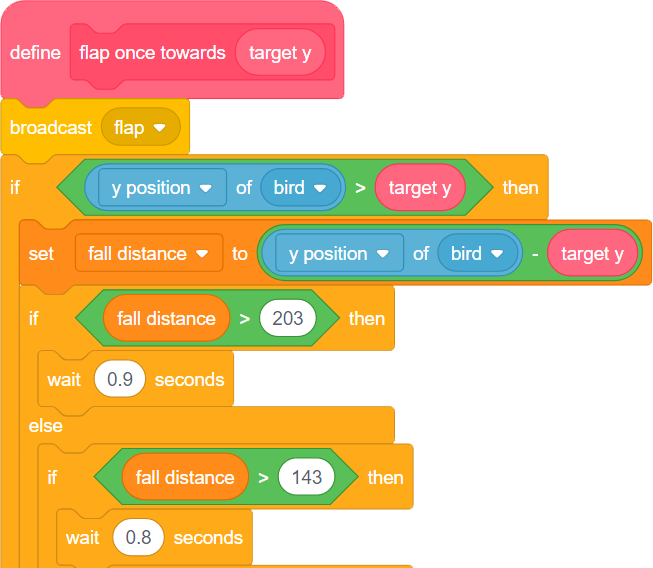 define flap once towards target y
broadcast flap
if y position of bird > target y then
set fall distance to y position of bird - target y
if fall distance > 203 then
wait 0.9 seconds
else
if fall distance > 143 then
wait 0.8 seconds